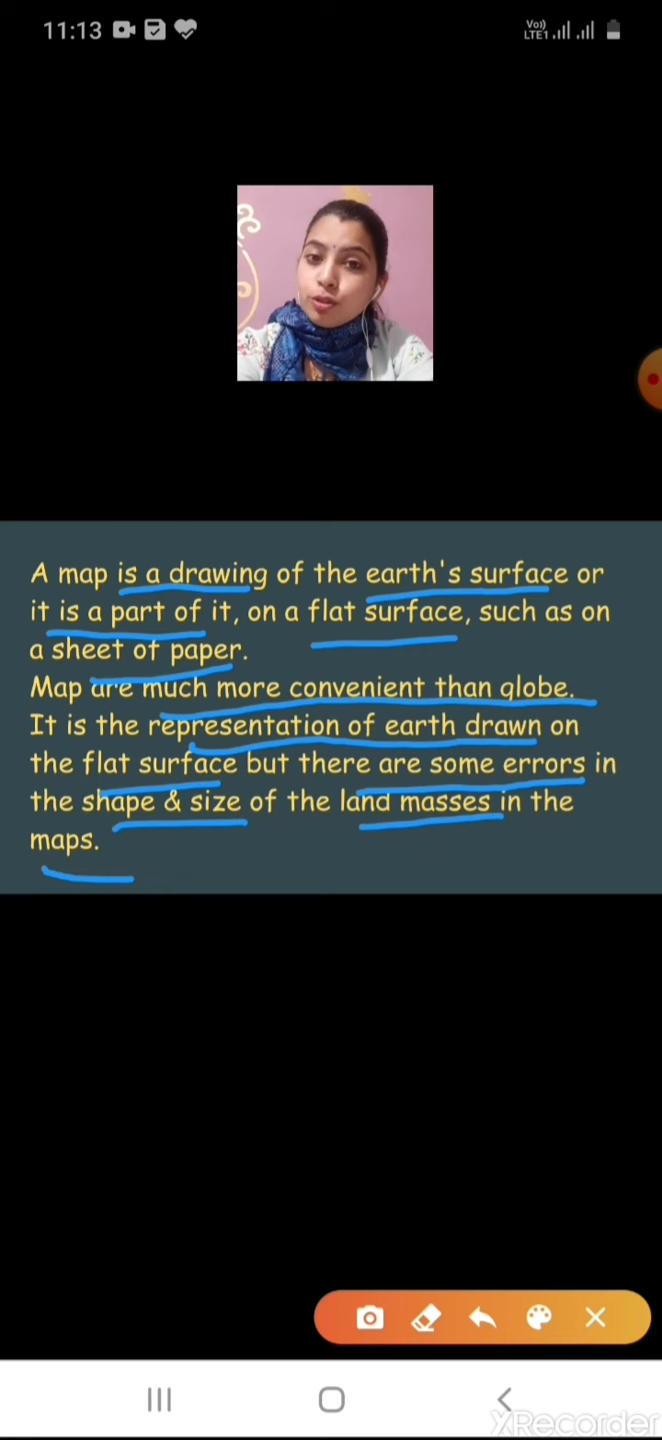 11:13
Vo))
LTE1
A map is a drawing of the earth's surface or
it is a part of it, on a flat surface, such as on
a sheet of paper.
Map are much more convenient than globe.
It is the representation of earth drawn on
the flat surface but there are some errors in
the shape & size of the land masses in the
maps.
XRecorder